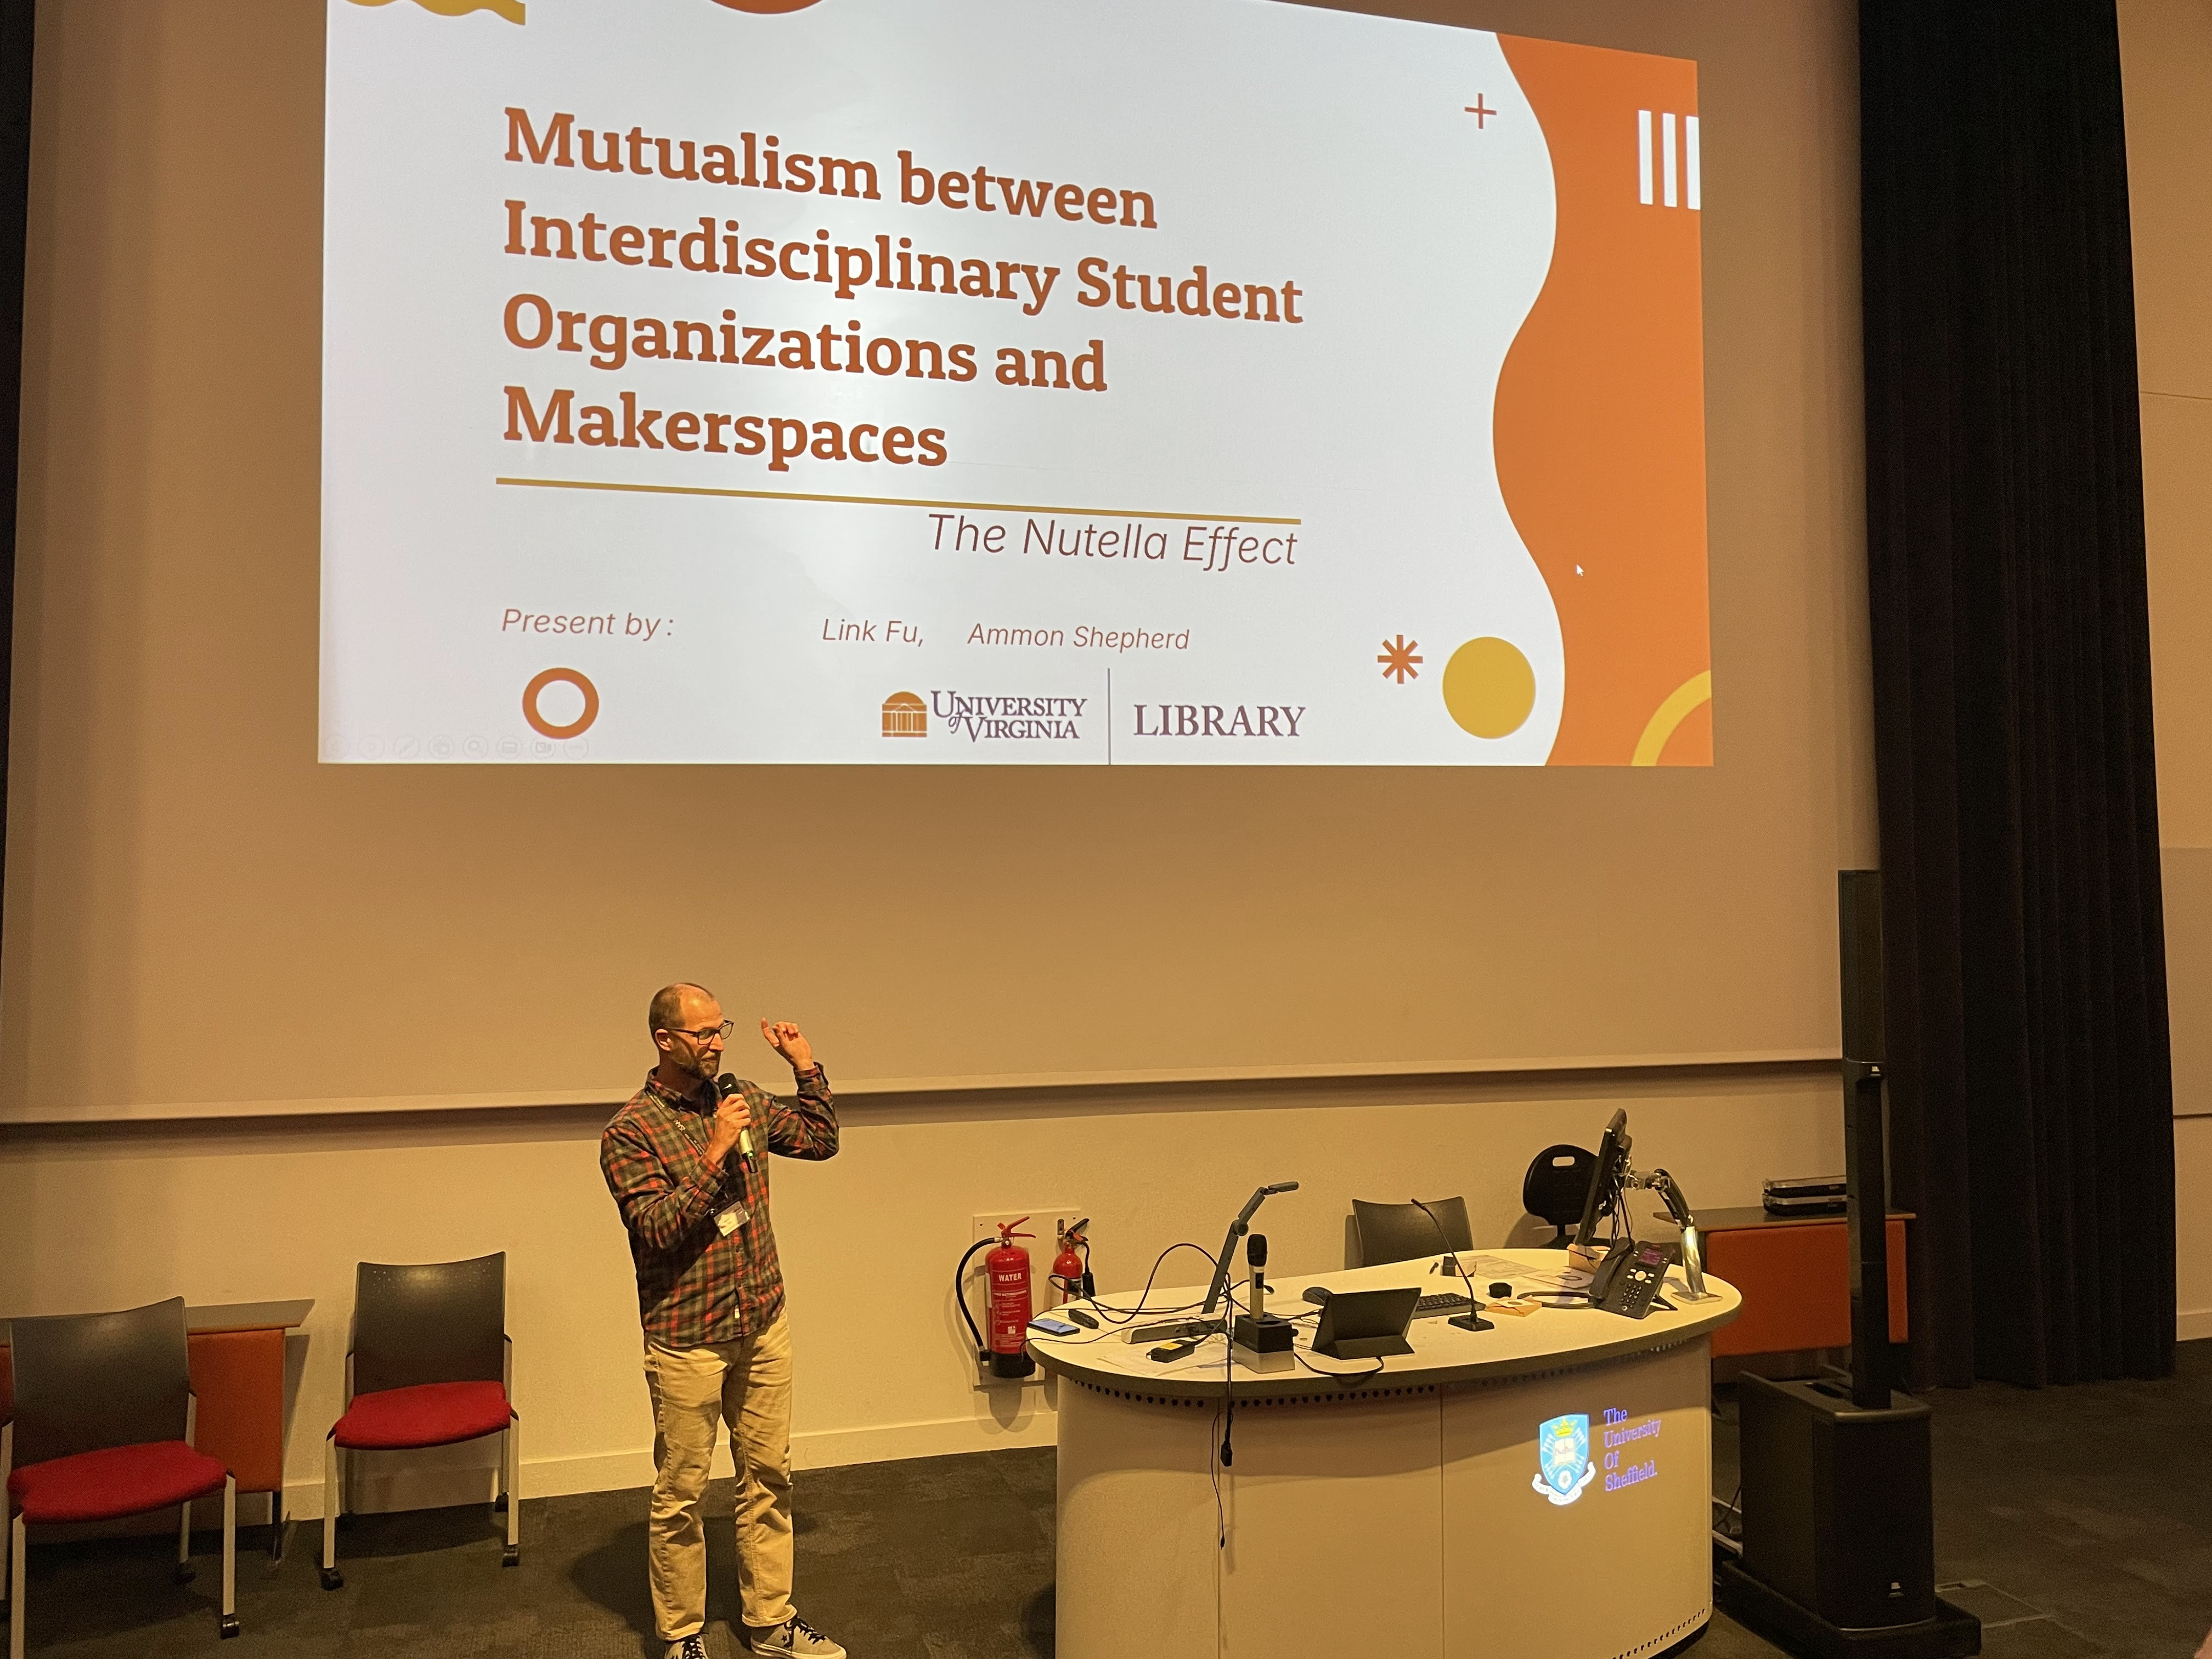 Mutualism between
Interdisciplinary Student
Organizations and
Makerspaces
The Nutella Effect
Present by :
Link Fu, Ammon Shepherd
UNIVERSITY
of VIRGINIA
LIBRARY
WATER
The
University
Of
Sheffield.